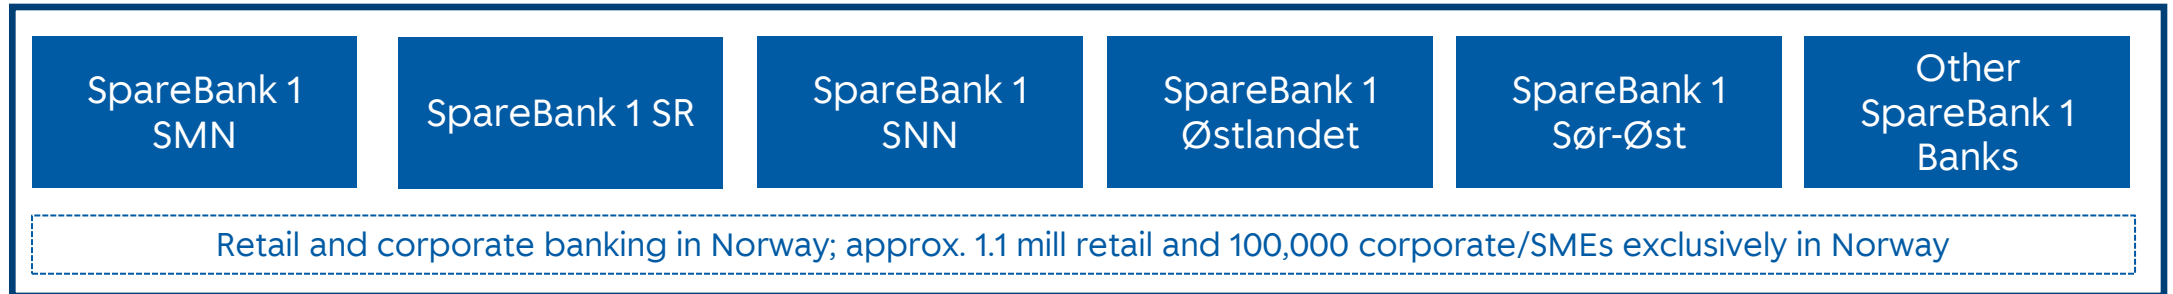 SpareBank 1
SMN
SpareBank 1 SR
SpareBank 1
SNN
SpareBank 1
Østlandet
SpareBank 1
Sør-Øst
Other
SpareBank 1
Banks
Retail and corporate banking in Norway; approx. 1.1 mill retail and 100,000 corporate/SMEs exclusively in Norway